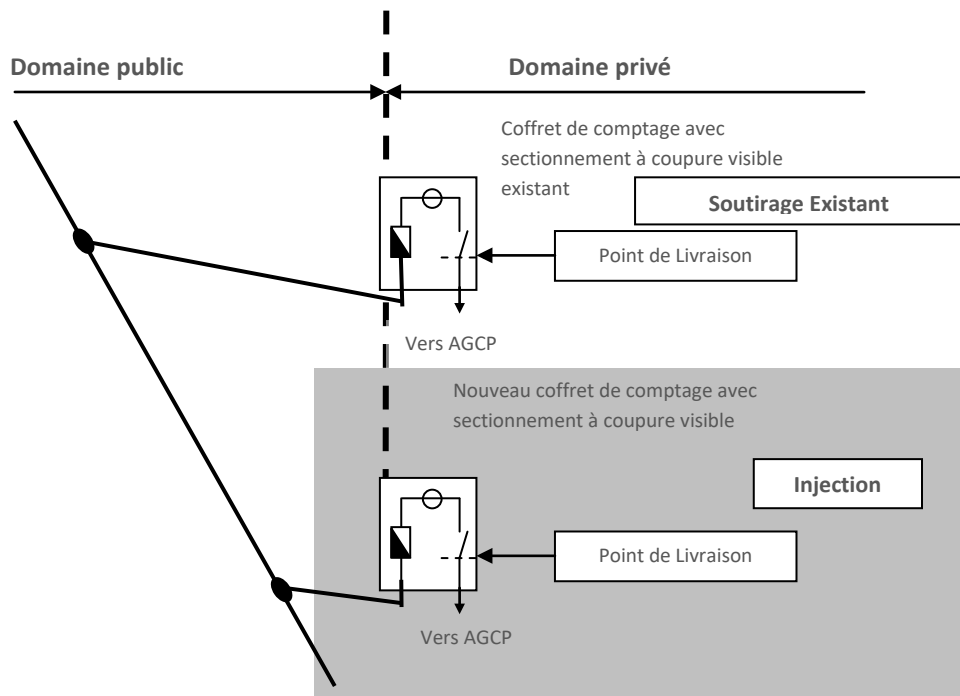 Domaine public
Domaine privé
Coffret de comptage avec
sectionnement à coupure visible
existant
Soutirage Existant
Point de Livraison
Vers AGCP
Nouveau coffret de comptage avec
sectionnement à coupure visible
Injection
Point de Livraison
Vers AGCP